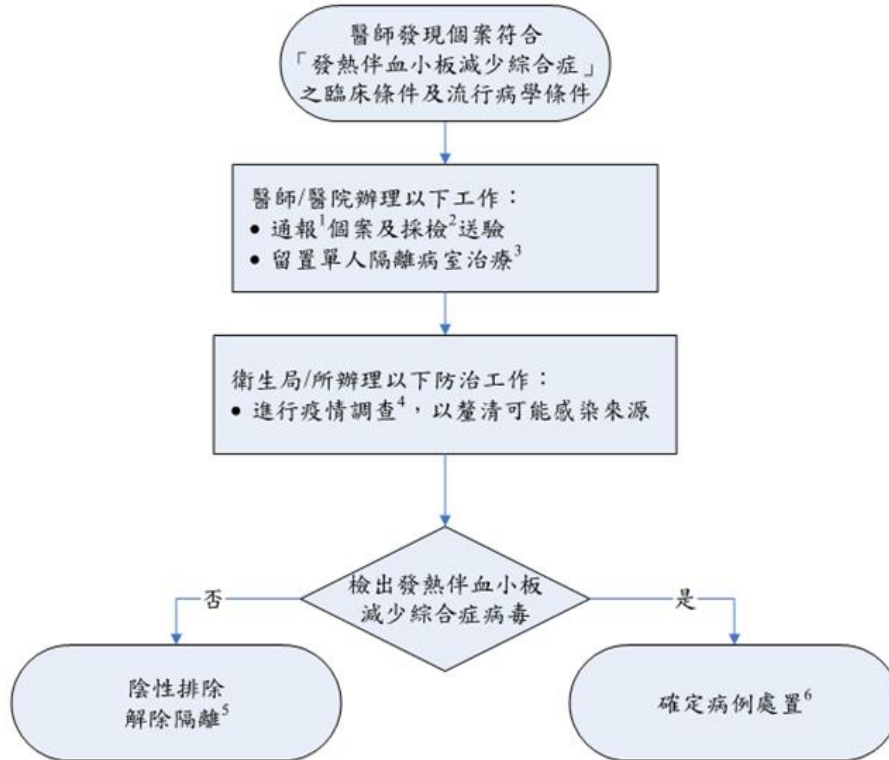 醫師發現個案符合
「發熱伴血小板減少綜合症」
之臨床條件及流行病學條件
醫師/醫院辦理以下工作：
• 通報¹個案及採檢²送驗
• 留置單人隔離病室治療³
衛生局/所辦理以下防治工作：
• 進行疫情調查⁴，以釐清可能感染來源
檢出發熱伴血小板
減少綜合症病毒
否
是
陰性排除
解除隔離⁵
確定病例處置⁶